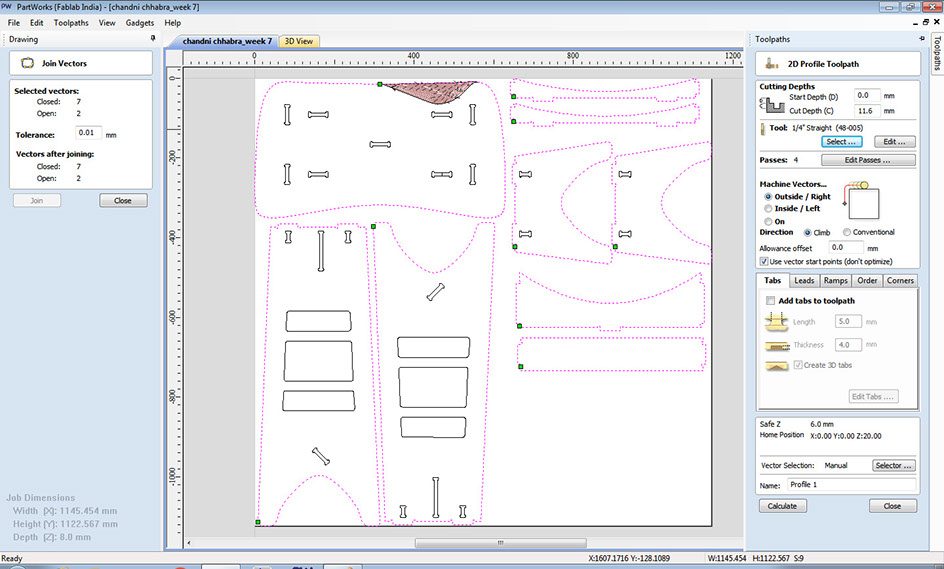 PW PartWorks (Fablab India) - [chandni chhabra_week 7]
File Edit Toolpaths View Gadgets Help
Drawing
Join Vectors
Selected vectors:
Closed: 7
Open: 2
Tolerance: 0.01 mm
Vectors after joining:
Closed: 7
Open: 2
Join Close
Job Dimensions
Width (X): 1145.454 mm
Height (Y): 1122.567 mm
Depth (Z): 8.0 mm
chandni chhabra_week 7 3D View
0 400 800 1200
0
-200
-400
-600
-800
-1000
Toolpaths
Toolpaths
2D Profile Toolpath
Cutting Depths
Start Depth (D) 0.0 mm
Cut Depth (C) 11.6 mm
Tool: 1/4" Straight (48-005)
Select ... Edit ...
Passes: 4 Edit Passes ...
Machine Vectors...
Outside / Right
Inside / Left
On
Direction Climb Conventional
Allowance offset 0.0 mm
Use vector start points (don't optimize)
Tabs Leads Ramps Order Corners
Add tabs to toolpath
Length 5.0 mm
Thickness 4.0 mm
Create 3D tabs
Edit Tabs ....
Safe Z 6.0 mm
Home Position X:0.00 Y:0.00 Z:20.00
Vector Selection: Manual Selector ...
Name: Profile 1
Calculate Close
Ready X:1607.1716 Y:-128.1089 W:1145.454 H:1122.567 S:9